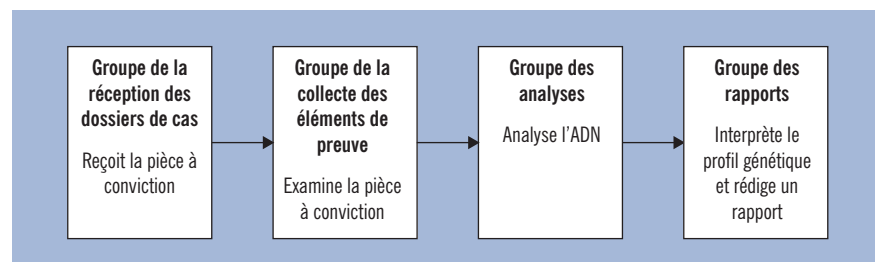 Groupe de la
réception des
dossiers de cas
Reçoit la pièce à
conviction
Groupe de la
collecte des
éléments de
preuve
Examine la pièce
à conviction
Groupe des
analyses
Analyse l'ADN
Groupe des
rapports
Interprète le
profil génétique
et rédige un
rapport